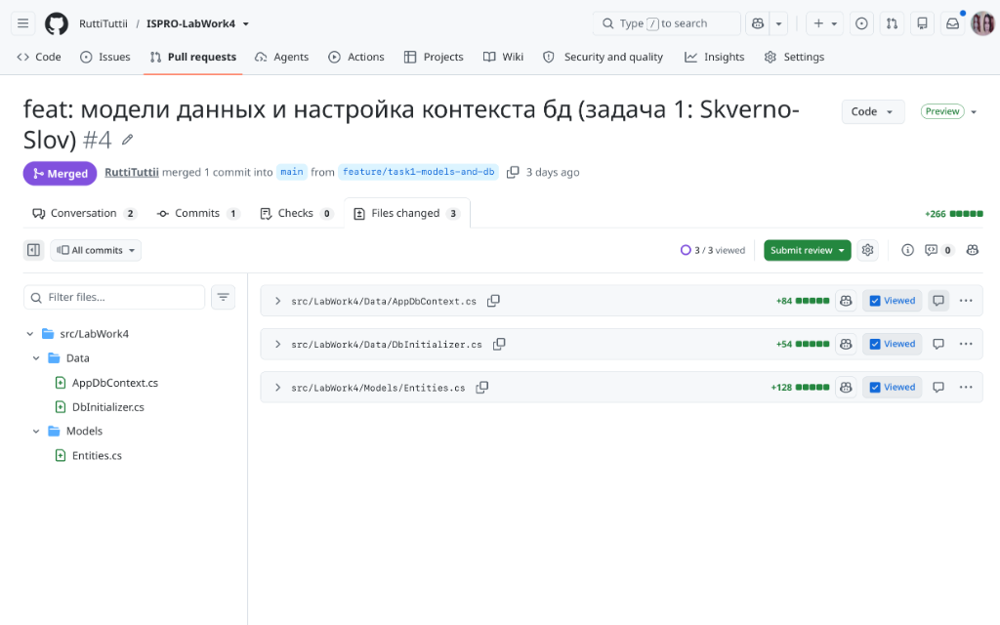 RuttiTuttii / ISPRO-LabWork4
Type / to search
Code
Issues
Pull requests
Agents
Actions
Projects
Wiki
Security and quality
Insights
Settings
feat: модели данных и настройка контекста бд (задача 1: Skverno-
Slov) #4
Code
Preview
Merged
RuttiTuttii merged 1 commit into main from feature/task1-models-and-db 3 days ago
Conversation 2
Commits 1
Checks 0
Files changed 3
+266
All commits
3 / 3 viewed
Submit review
0
Filter files...
src/LabWork4
Data
AppDbContext.cs
DbInitializer.cs
Models
Entities.cs
src/LabWork4/Data/AppDbContext.cs +84 Viewed
src/LabWork4/Data/DbInitializer.cs +54 Viewed
src/LabWork4/Models/Entities.cs +128 Viewed